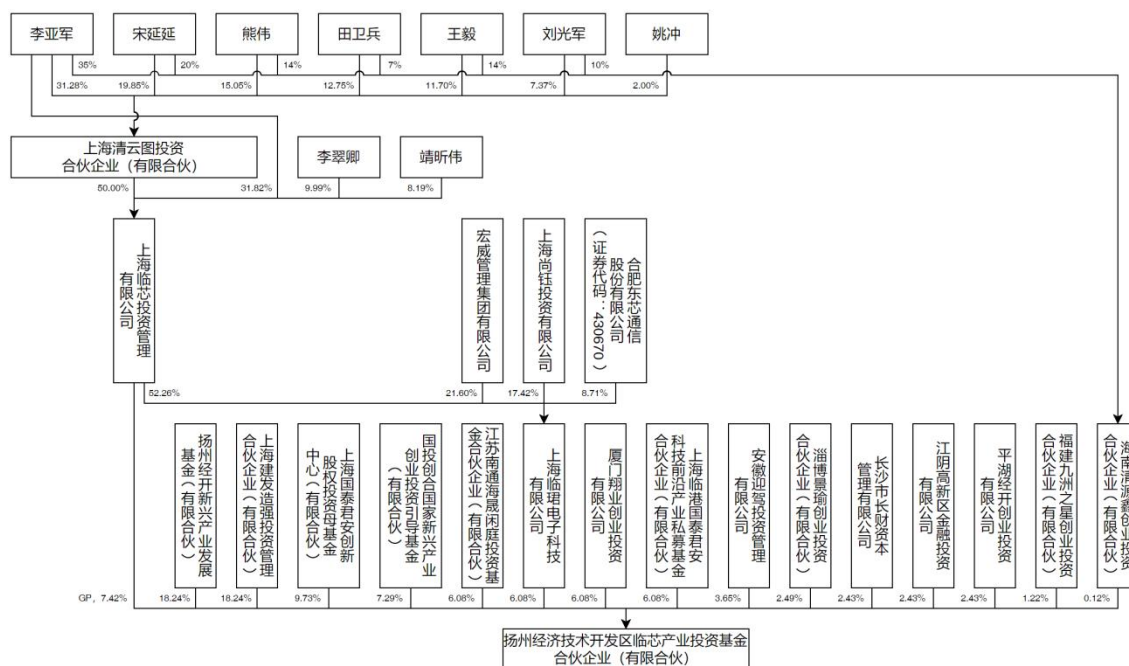 李亚军
宋延延
熊伟
田卫兵
王毅
刘光军
姚冲
35%
20%
14%
7%
14%
10%
31.28%
19.85%
15.05%
12.75%
11.70%
7.37%
2.00%
上海清云图投资
合伙企业（有限合伙）
李翠卿
靖昕伟
50.00%
31.82%
9.99%
8.19%
上海临芯投资管理
有限公司
宏威管理集团有限公司
上海尚钰投资有限公司
合肥东芯通信
股份有限公司
（证券代码：430670）
52.26%
21.60%
17.42%
8.71%
扬州经开新兴产业发展
基金（有限合伙）
上海建发造强投资管理
合伙企业（有限合伙）
上海国泰君安创新
股权投资母基金
中心（有限合伙）
国投创合国家新兴产业
创业投资引导基金
（有限合伙）
江苏南通海晟闲庭投资基
金合伙企业（有限合伙）
上海临珺电子科技
有限公司
厦门翔业创业投资
有限公司
上海临港国泰君安
科技前沿产业私募基金
合伙企业（有限合伙）
安徽迎驾投资管理
有限公司
淄博景瑜创业投资
合伙企业（有限合伙）
长沙市长财资本
管理有限公司
江阴高新区金融投资
有限公司
平湖经开创业投资
有限公司
福建九洲之星创业投资
合伙企业（有限合伙）
海南清源鑫创业投资
合伙企业（有限合伙）
GP，7.42%
18.24%
18.24%
9.73%
7.29%
6.08%
6.08%
6.08%
6.08%
3.65%
2.49%
2.43%
2.43%
2.43%
1.22%
0.12%
扬州经济技术开发区临芯产业投资基金
合伙企业（有限合伙）